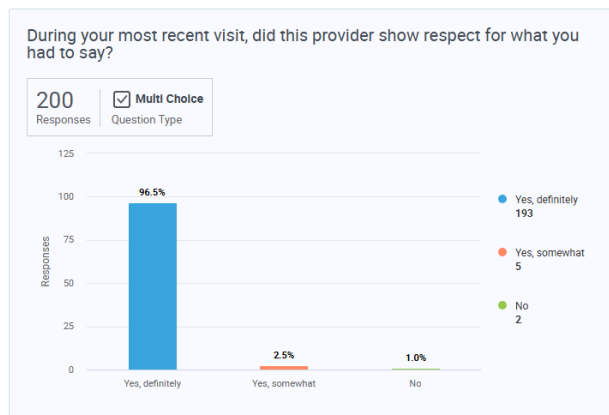 During your most recent visit, did this provider show respect for what you
had to say?
200
Responses
Multi Choice
Question Type
125
100
75
50
25
0
Responses
96.5%
2.5%
1.0%
Yes, definitely
Yes, somewhat
No
Yes, definitely
193
Yes, somewhat
5
No
2